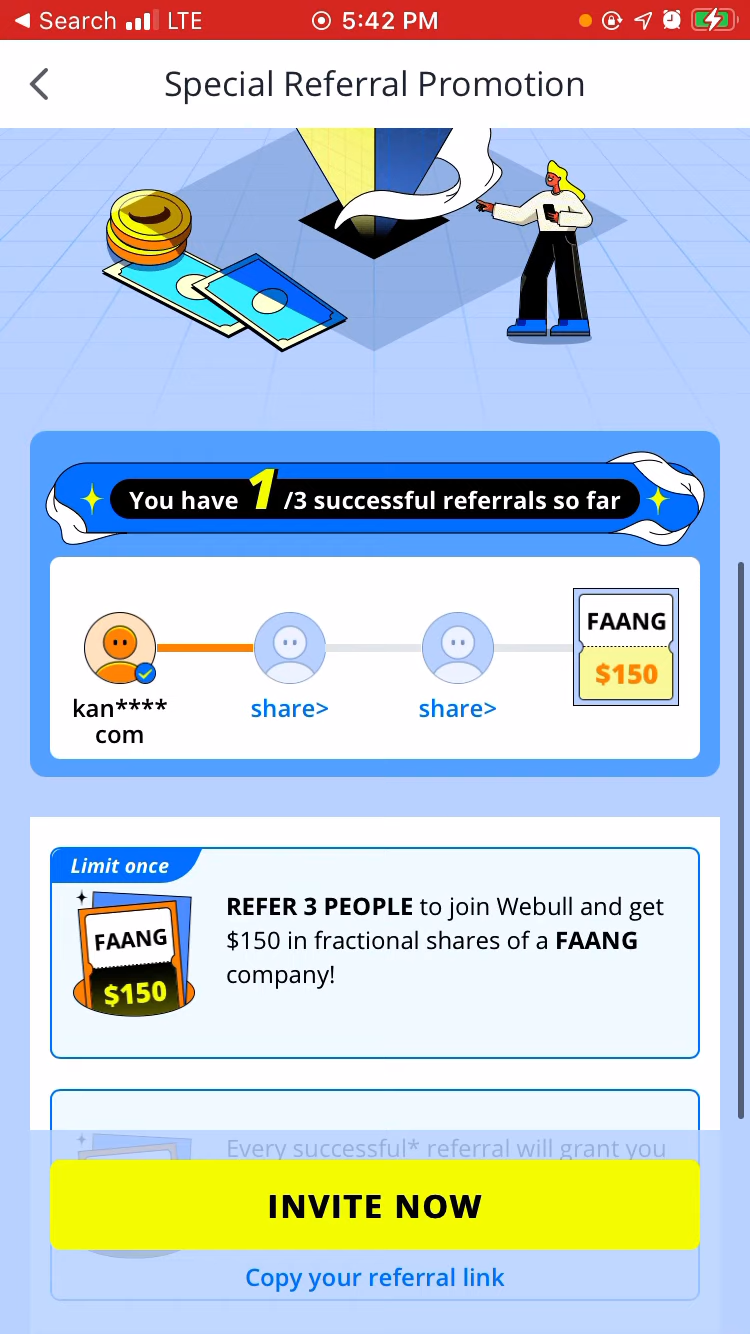 Search LTE 5:42 PM
Special Referral Promotion
You have 1/3 successful referrals so far
FAANG
$150
kan****
com
share>
share>
Limit once
FAANG
$150
REFER 3 PEOPLE to join Webull and get
$150 in fractional shares of a FAANG
company!
Every successful* referral will grant you
INVITE NOW
Copy your referral link